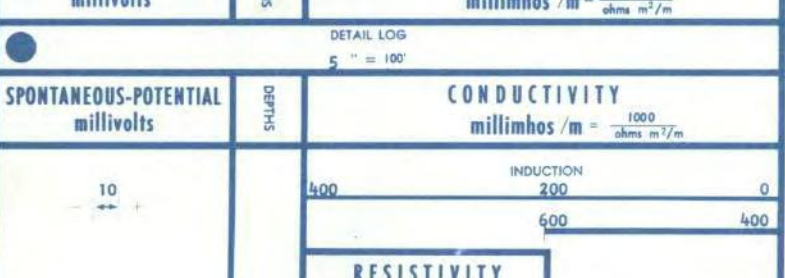 millivolts
millimhos /m = ohms m²/m
DETAIL LOG
5 " = 100'
SPONTANEOUS-POTENTIAL
millivolts
DEPTHS
CONDUCTIVITY
millimhos /m = 1000
ohms m²/m
INDUCTION
10
- ↔ +
400 200 0
600 400
RESISTIVITY